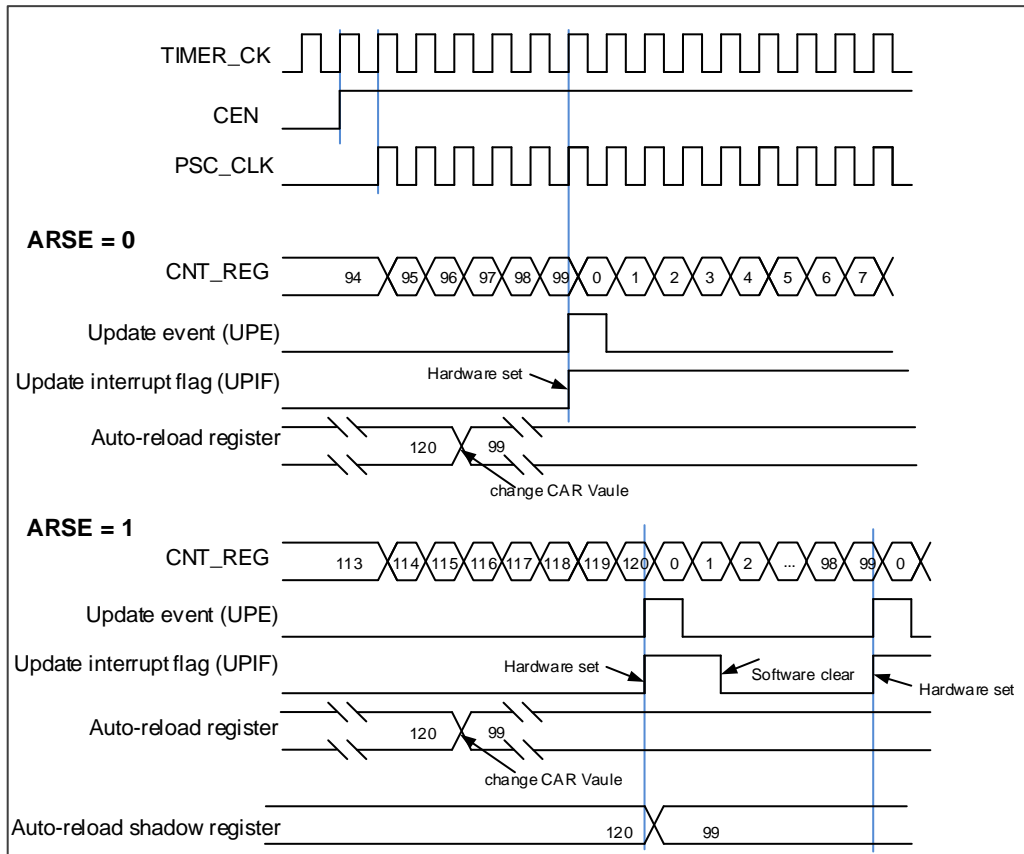 TIMER_CK
CEN
PSC_CLK
ARSE = 0
CNT_REG 94 95 96 97 98 99 0 1 2 3 4 5 6 7
Update event (UPE)
Update interrupt flag (UPIF) Hardware set
Auto-reload register 120 99
change CAR Vaule
ARSE = 1
CNT_REG 113 114 115 116 117 118 119 120 0 1 2 ... 98 99 0
Update event (UPE)
Update interrupt flag (UPIF) Hardware set Software clear Hardware set
Auto-reload register 120 99
change CAR Vaule
Auto-reload shadow register 120 99